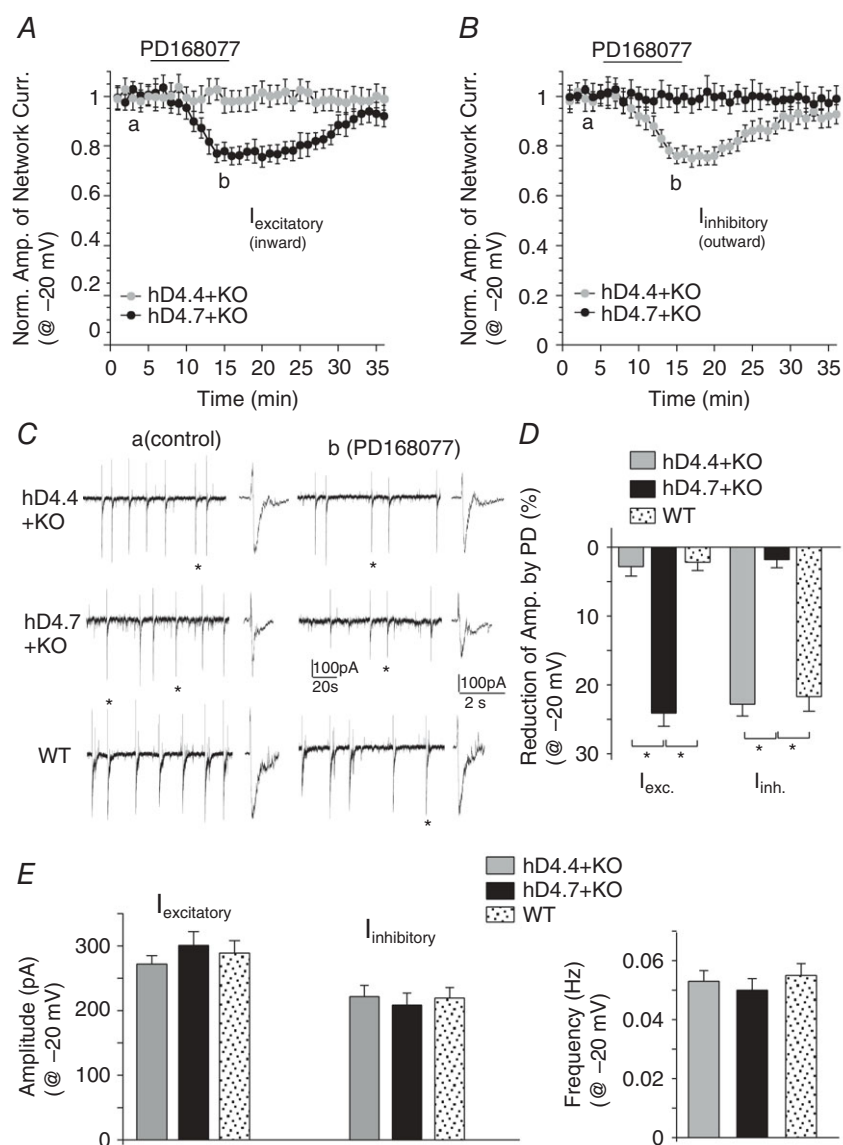 A
PD168077
Norm. Amp. of Network Curr.
(@ −20 mV)
1
0.8
0.6
0.4
0.2
0
a
b
I excitatory
(inward)
hD4.4+KO
hD4.7+KO
0 5 10 15 20 25 30 35
Time (min)
B
PD168077
Norm. Amp. of Network Curr.
(@ −20 mV)
1
0.8
0.6
0.4
0.2
0
a
b
I inhibitory
(outward)
hD4.4+KO
hD4.7+KO
0 5 10 15 20 25 30 35
Time (min)
C
a(control)
b (PD168077)
hD4.4
+KO
*
*
hD4.7
+KO
*
*
*
100pA
20s
100pA
2 s
WT
*
D
hD4.4+KO
hD4.7+KO
WT
Reduction of Amp. by PD (%)
(@ −20 mV)
0
10
20
30
* * * *
I exc. I inh.
E
hD4.4+KO
hD4.7+KO
WT
I excitatory
I inhibitory
Amplitude (pA)
(@ −20 mV)
300
200
100
0
Frequency (Hz)
(@ −20 mV)
0.06
0.04
0.02
0